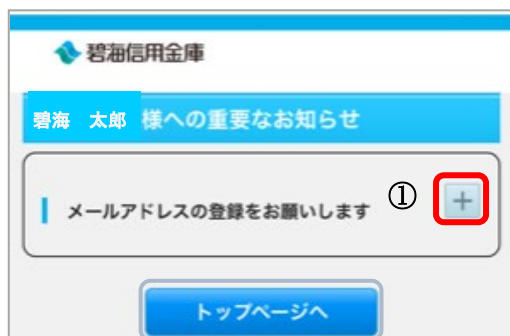 碧海信用金庫
碧海 太郎 様への重要なお知らせ
メールアドレスの登録をお願いします ① +
トップページへ